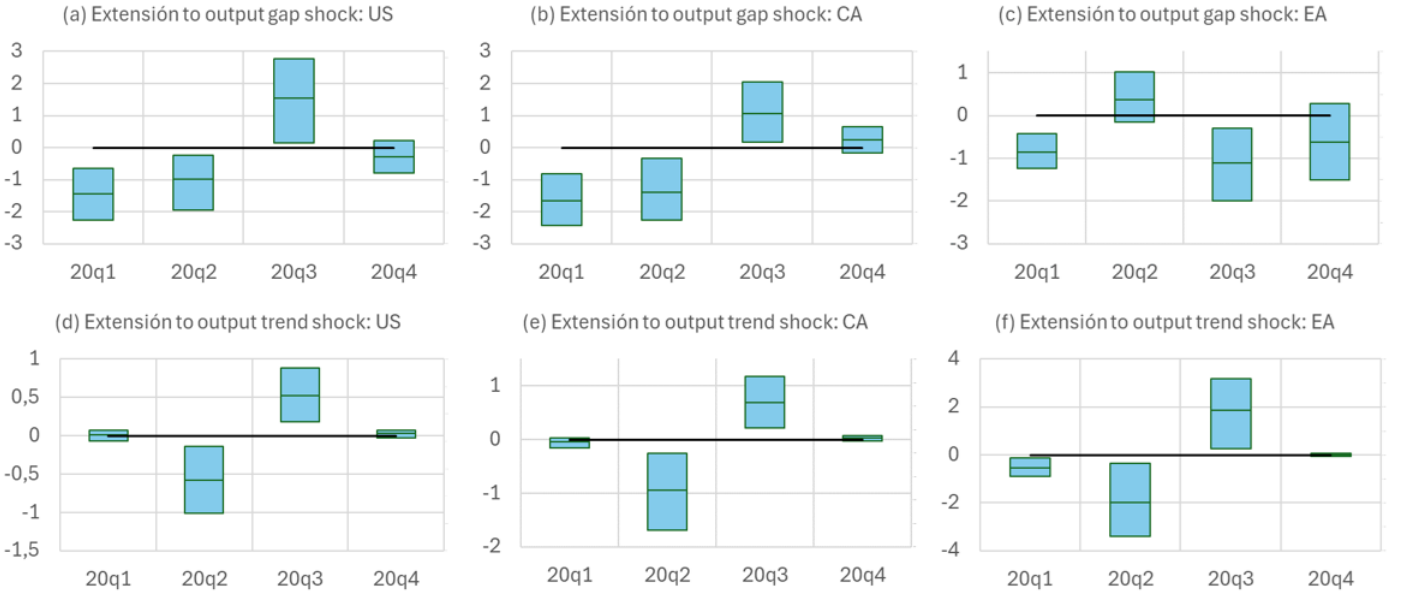 (a) Extensión to output gap shock: US
3
2
1
0
-1
-2
-3
20q1 20q2 20q3 20q4
(b) Extensión to output gap shock: CA
3
2
1
0
-1
-2
-3
20q1 20q2 20q3 20q4
(c) Extensión to output gap shock: EA
1
0
-1
-2
-3
20q1 20q2 20q3 20q4
(d) Extensión to output trend shock: US
1
0,5
0
-0,5
-1
-1,5
20q1 20q2 20q3 20q4
(e) Extensión to output trend shock: CA
1
0
-1
-2
20q1 20q2 20q3 20q4
(f) Extensión to output trend shock: EA
4
2
0
-2
-4
20q1 20q2 20q3 20q4